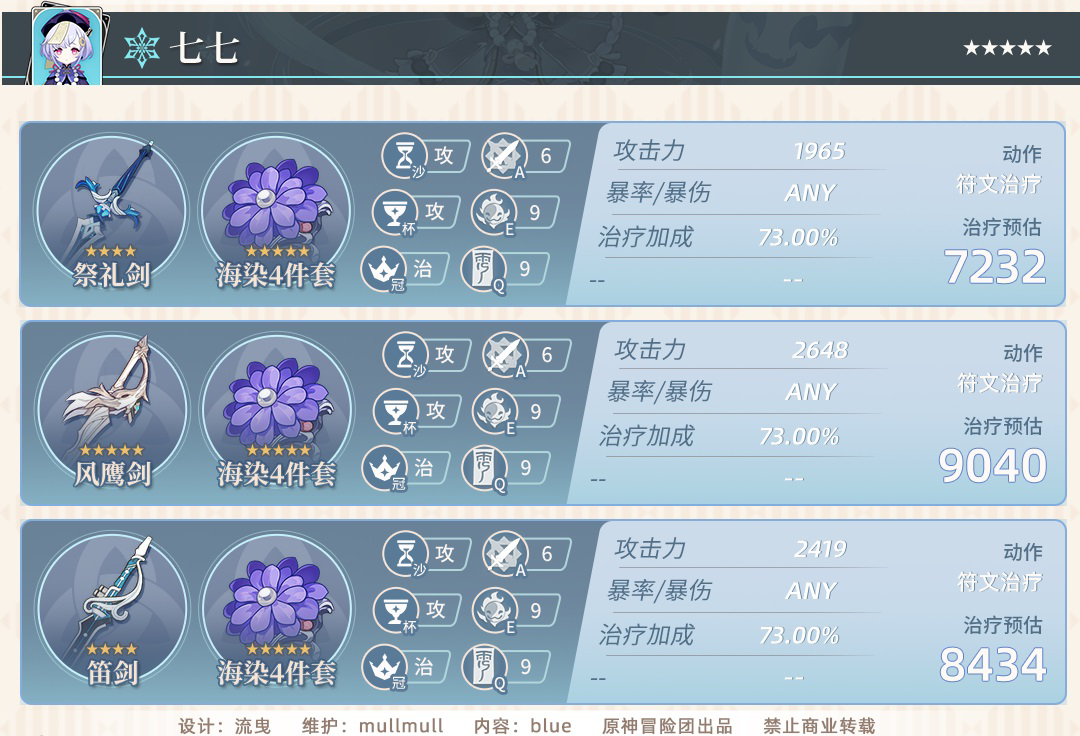 七七
祭礼剑
海染4件套
沙 攻
A 6
杯 攻
E 9
冠 治
Q 9
攻击力 1965
暴率/暴伤 ANY
治疗加成 73.00%
-- --
动作
符文治疗
治疗预估
7232
风鹰剑
海染4件套
沙 攻
A 6
杯 攻
E 9
冠 治
Q 9
攻击力 2648
暴率/暴伤 ANY
治疗加成 73.00%
-- --
动作
符文治疗
治疗预估
9040
笛剑
海染4件套
沙 攻
A 6
杯 攻
E 9
冠 治
Q 9
攻击力 2419
暴率/暴伤 ANY
治疗加成 73.00%
-- --
动作
符文治疗
治疗预估
8434
设计：流曳 维护：mullmull 内容：blue 原神冒险团出品 禁止商业转载